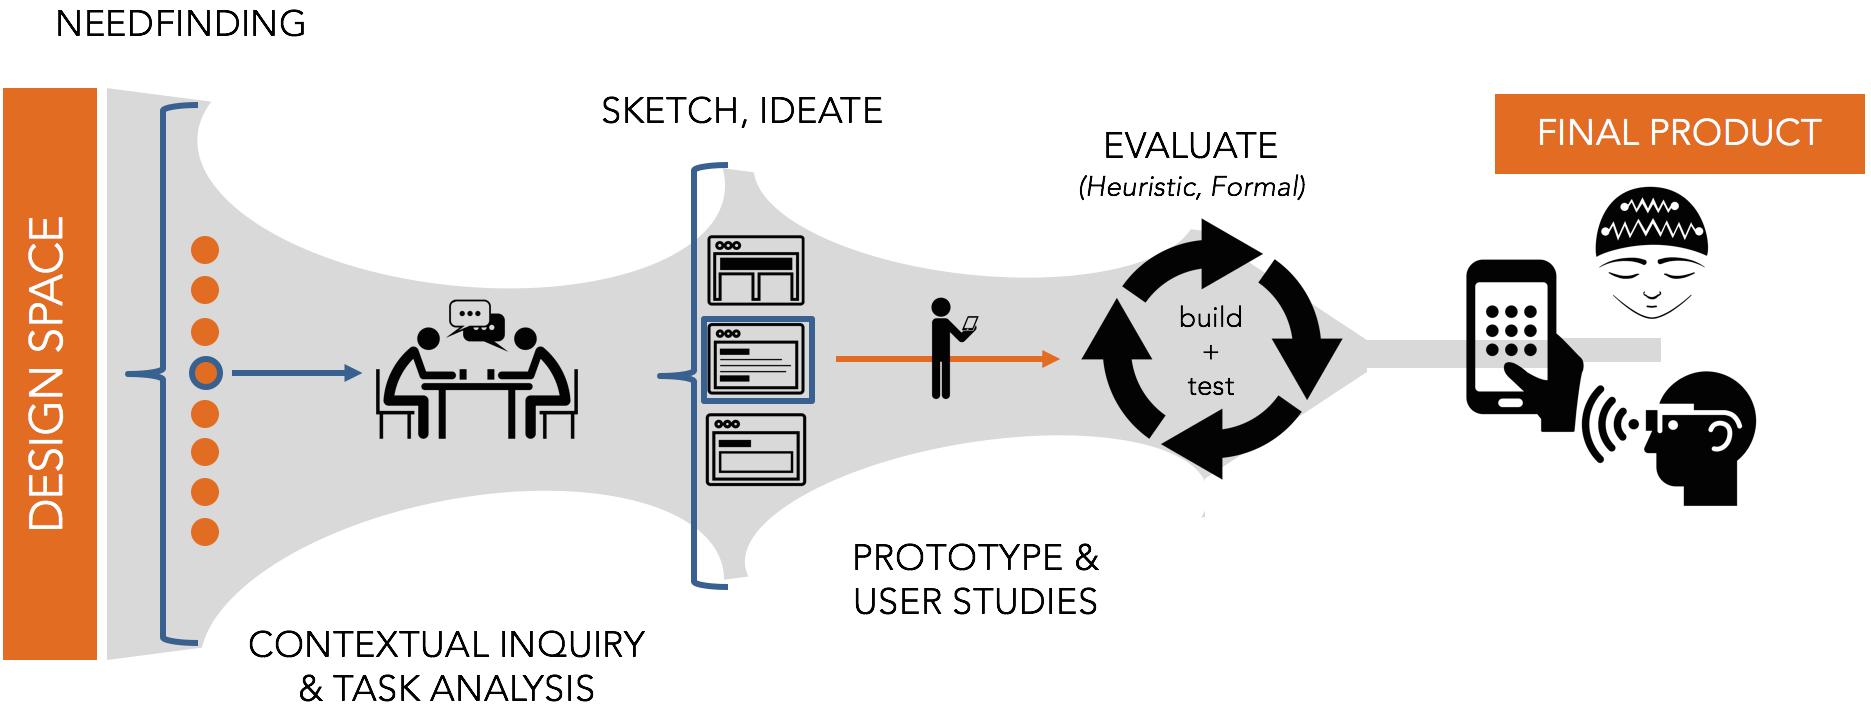 NEEDFINDING
DESIGN SPACE
CONTEXTUAL INQUIRY
& TASK ANALYSIS
SKETCH, IDEATE
PROTOTYPE &
USER STUDIES
EVALUATE
(Heuristic, Formal)
build
+
test
FINAL PRODUCT